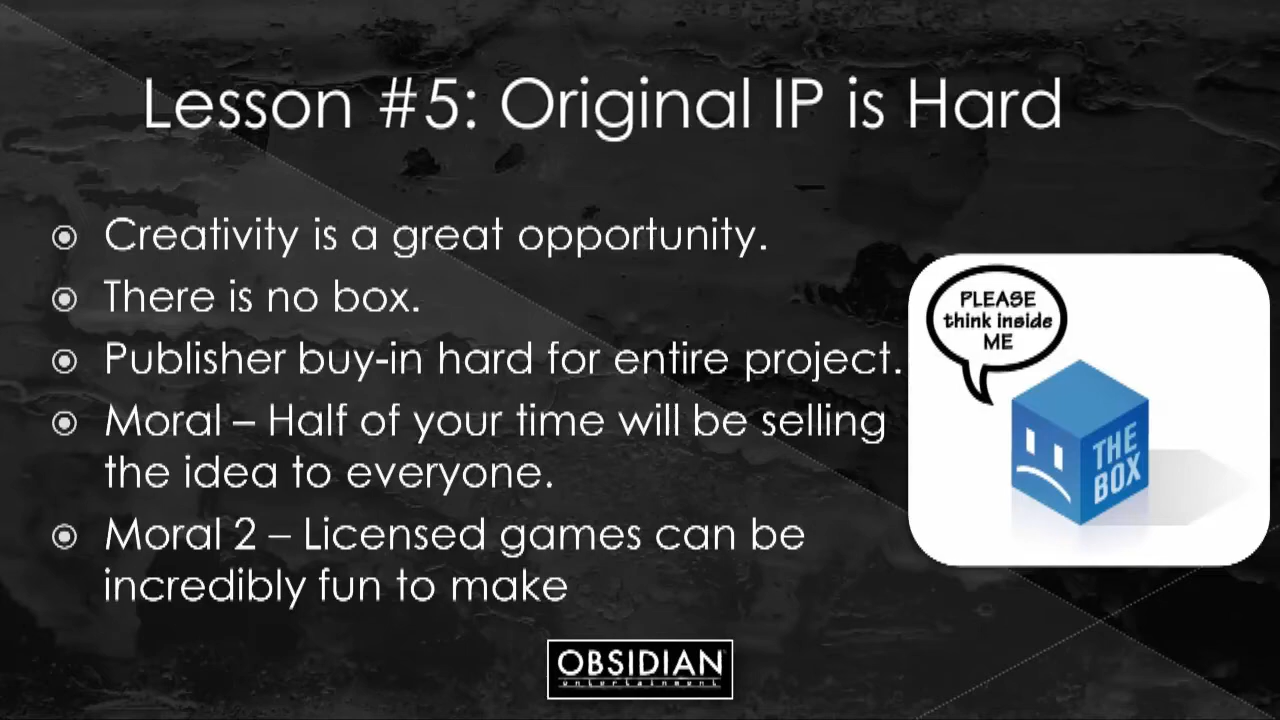 Lesson #5: Original IP is Hard
Creativity is a great opportunity.
There is no box.
Publisher buy-in hard for entire project.
Moral – Half of your time will be selling
the idea to everyone.
Moral 2 – Licensed games can be
incredibly fun to make
PLEASE
think inside
ME
THE
BOX
OBSIDIAN
entertainment